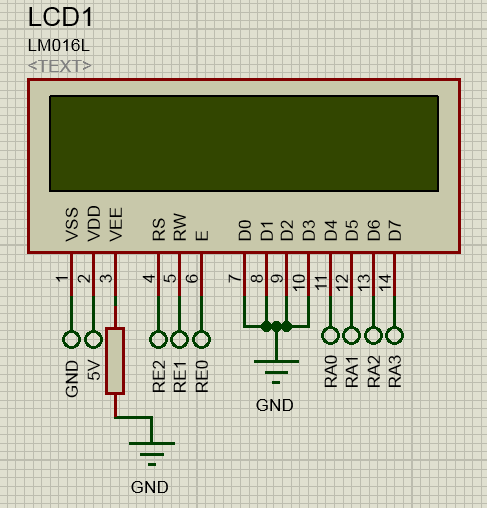 LCD1
LM016L
<TEXT>
VSS VDD VEE RS RW E D0 D1 D2 D3 D4 D5 D6 D7
1 2 3 4 5 6 7 8 9 10 11 12 13 14
GND 5V RE2 RE1 RE0 RA0 RA1 RA2 RA3
GND
GND